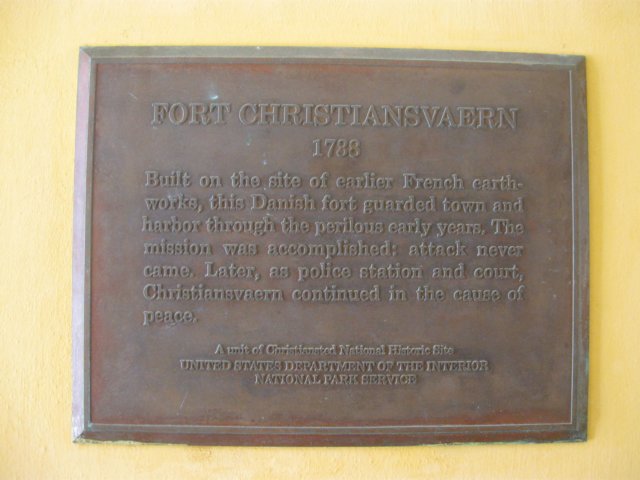 FORT CHRISTIANSVAERN
1738
Built on the site of earlier French earth-
works, this Danish fort guarded town and
harbor through the perilous early years. The
mission was accomplished; attack never
came. Later, as police station and court,
Christiansvaern continued in the cause of
peace.
A unit of Christiansted National Historic Site
UNITED STATES DEPARTMENT OF THE INTERIOR
NATIONAL PARK SERVICE